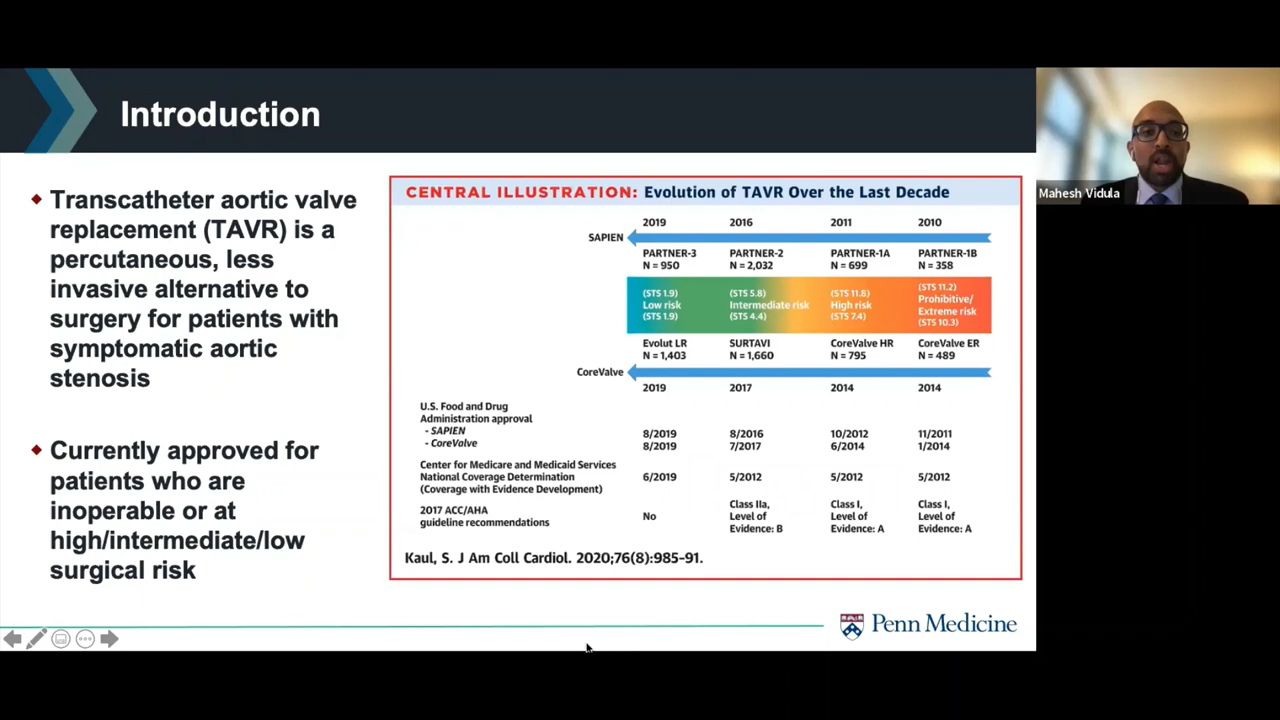 Introduction
Transcatheter aortic valve
replacement (TAVR) is a
percutaneous, less
invasive alternative to
surgery for patients with
symptomatic aortic
stenosis
Currently approved for
patients who are
inoperable or at
high/intermediate/low
surgical risk
CENTRAL ILLUSTRATION: Evolution of TAVR Over the Last Decade
2019 2016 2011 2010
SAPIEN
PARTNER-3 PARTNER-2 PARTNER-1A PARTNER-1B
N = 950 N = 2,032 N = 699 N = 358
(STS 1.9) (STS 5.8) (STS 11.8) (STS 11.2)
Low risk Intermediate risk High risk Prohibitive/
Extreme risk
(STS 1.9) (STS 4.4) (STS 7.4) (STS 10.3)
Evolut LR SURTAVI CoreValve HR CoreValve ER
N = 1,403 N = 1,660 N = 795 N = 489
CoreValve
2019 2017 2014 2014
U.S. Food and Drug
Administration approval
- SAPIEN 8/2019 8/2016 10/2012 11/2011
- CoreValve 8/2019 7/2017 6/2014 1/2014
Center for Medicare and Medicaid Services
National Coverage Determination 6/2019 5/2012 5/2012 5/2012
(Coverage with Evidence Development)
2017 ACC/AHA
guideline recommendations
No
Class IIa,
Level of
Evidence: B
Class I,
Level of
Evidence: A
Class I,
Level of
Evidence: A
Kaul, S. J Am Coll Cardiol. 2020;76(8):985-91.
Penn Medicine
Mahesh Vidula